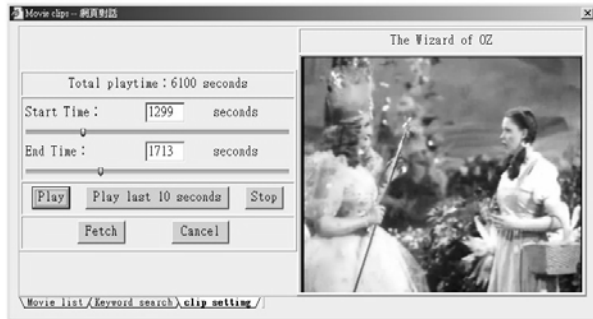 Movie clips -- 網頁對話
The Wizard of OZ
Total playtime：6100 seconds
Start Time： 1299 seconds
End Time： 1713 seconds
Play Play last 10 seconds Stop
Fetch Cancel
Movie list Keyword search clip setting